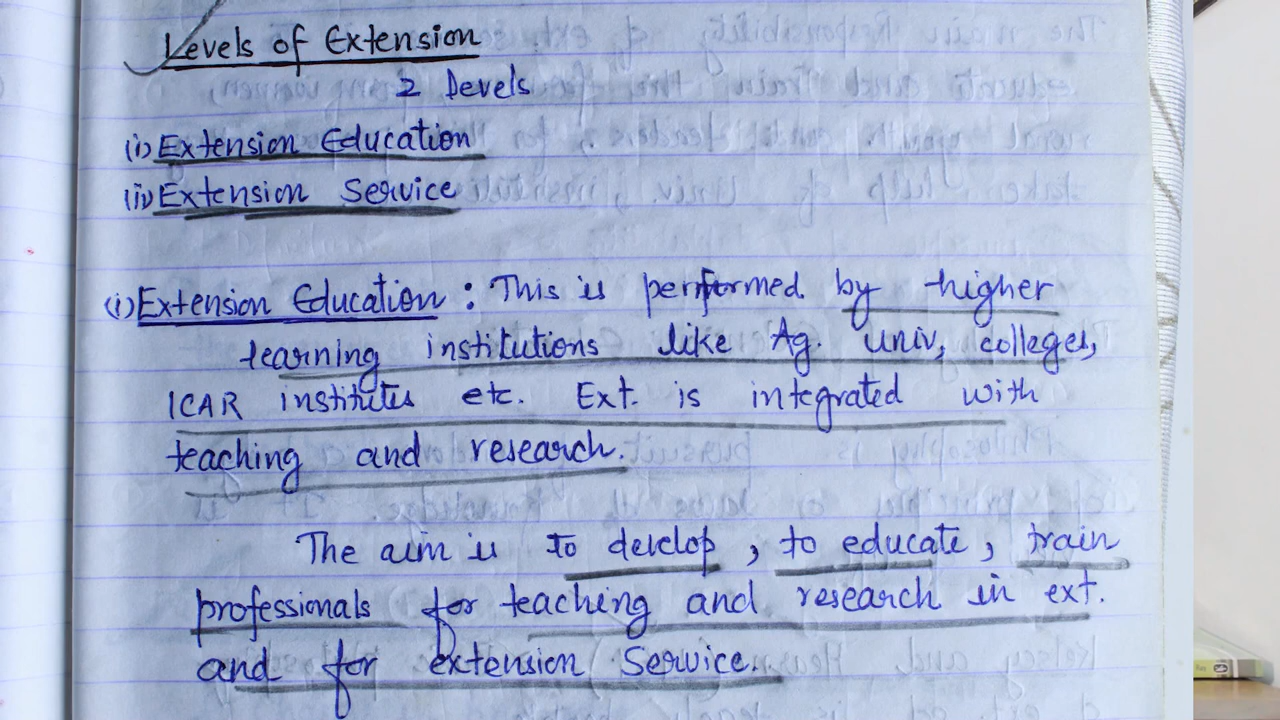 Levels of Extension
2 Levels
(i) Extension Education
(ii) Extension Service
(i) Extension Education : This is performed by higher
learning institutions like Ag. Univ, colleges,
ICAR institutes etc. Ext. is integrated with
teaching and research.
The aim is to develop, to educate, train
professionals for teaching and research in ext.
and for extension Service.